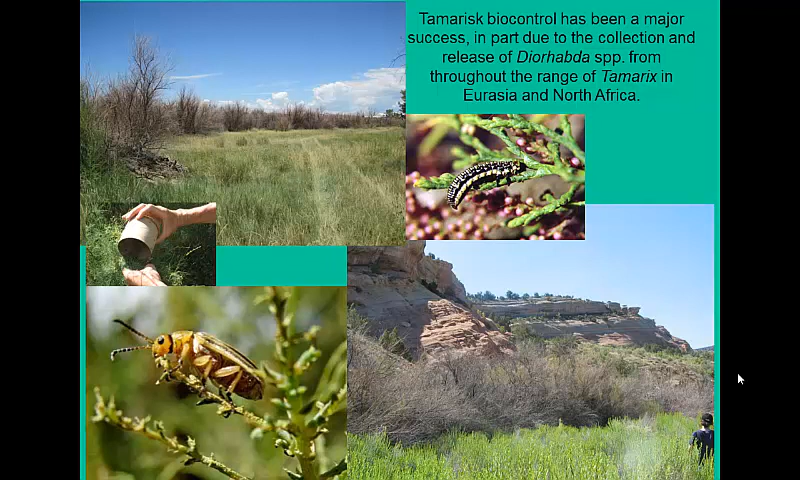 Tamarisk biocontrol has been a major
success, in part due to the collection and
release of Diorhabda spp. from
throughout the range of Tamarix in
Eurasia and North Africa.